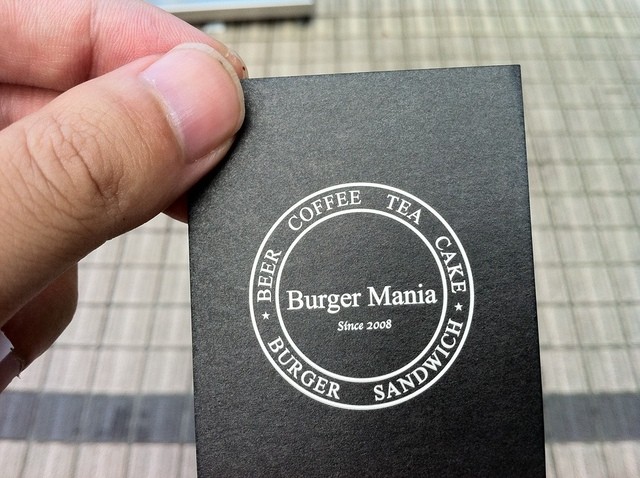 BEER COFFEE TEA CAKE
Burger Mania
Since 2008
★ BURGER SANDWICH ★